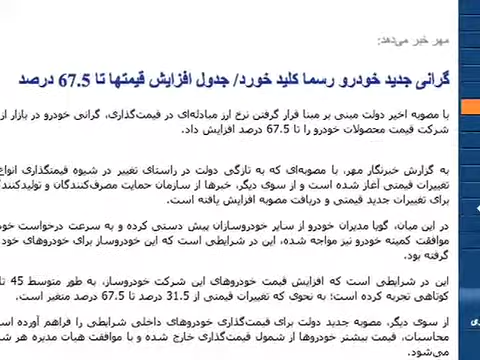 مهر خبر می‌دهد:
گرانی جدید خودرو رسما کلید خورد/ جدول افزایش قیمتها تا 67.5 درصد
با مصوبه اخیر دولت مبنی بر مبنا قرار گرفتن نرخ ارز مبادله‌ای در قیمت‌گذاری، گرانی خودرو در بازار از
شرکت قیمت محصولات خودرو را تا 67.5 درصد افزایش داد.
به گزارش خبرنگار مهر، با مصوبه‌ای که به تازگی دولت در راستای تغییر در شیوه قیمتگذاری انواع
تغییرات قیمتی آغاز شده است و از سوی دیگر، خبرها از سازمان حمایت مصرف‌کنندگان و تولیدکنند
برای تغییرات جدید قیمتی و دریافت مصوبه افزایش یافته است.
در این میان، گویا مدیران خودرو از سایر خودروسازان پیش دستی کرده و به سرعت درخواست خود
موافقت کمیته خودرو نیز مواجه شده، این در شرایطی است که این خودروساز برای خودروهای خود
گرفته بود.
این در شرایطی است که افزایش قیمت خودروهای این شرکت خودروساز، به طور متوسط 45 تا
کوتاهی تجربه کرده است؛ به نحوی که تغییرات قیمتی از 31.5 درصد تا 67.5 درصد متغیر است.
از سوی دیگر، مصوبه جدید دولت برای قیمت‌گذاری خودروهای داخلی شرایطی را فراهم آورده اس
محاسبات، قیمت بیشتر خودروها از شمول قیمت‌گذاری خارج شده و با موافقت هیات مدیره هر ش
می‌شود.